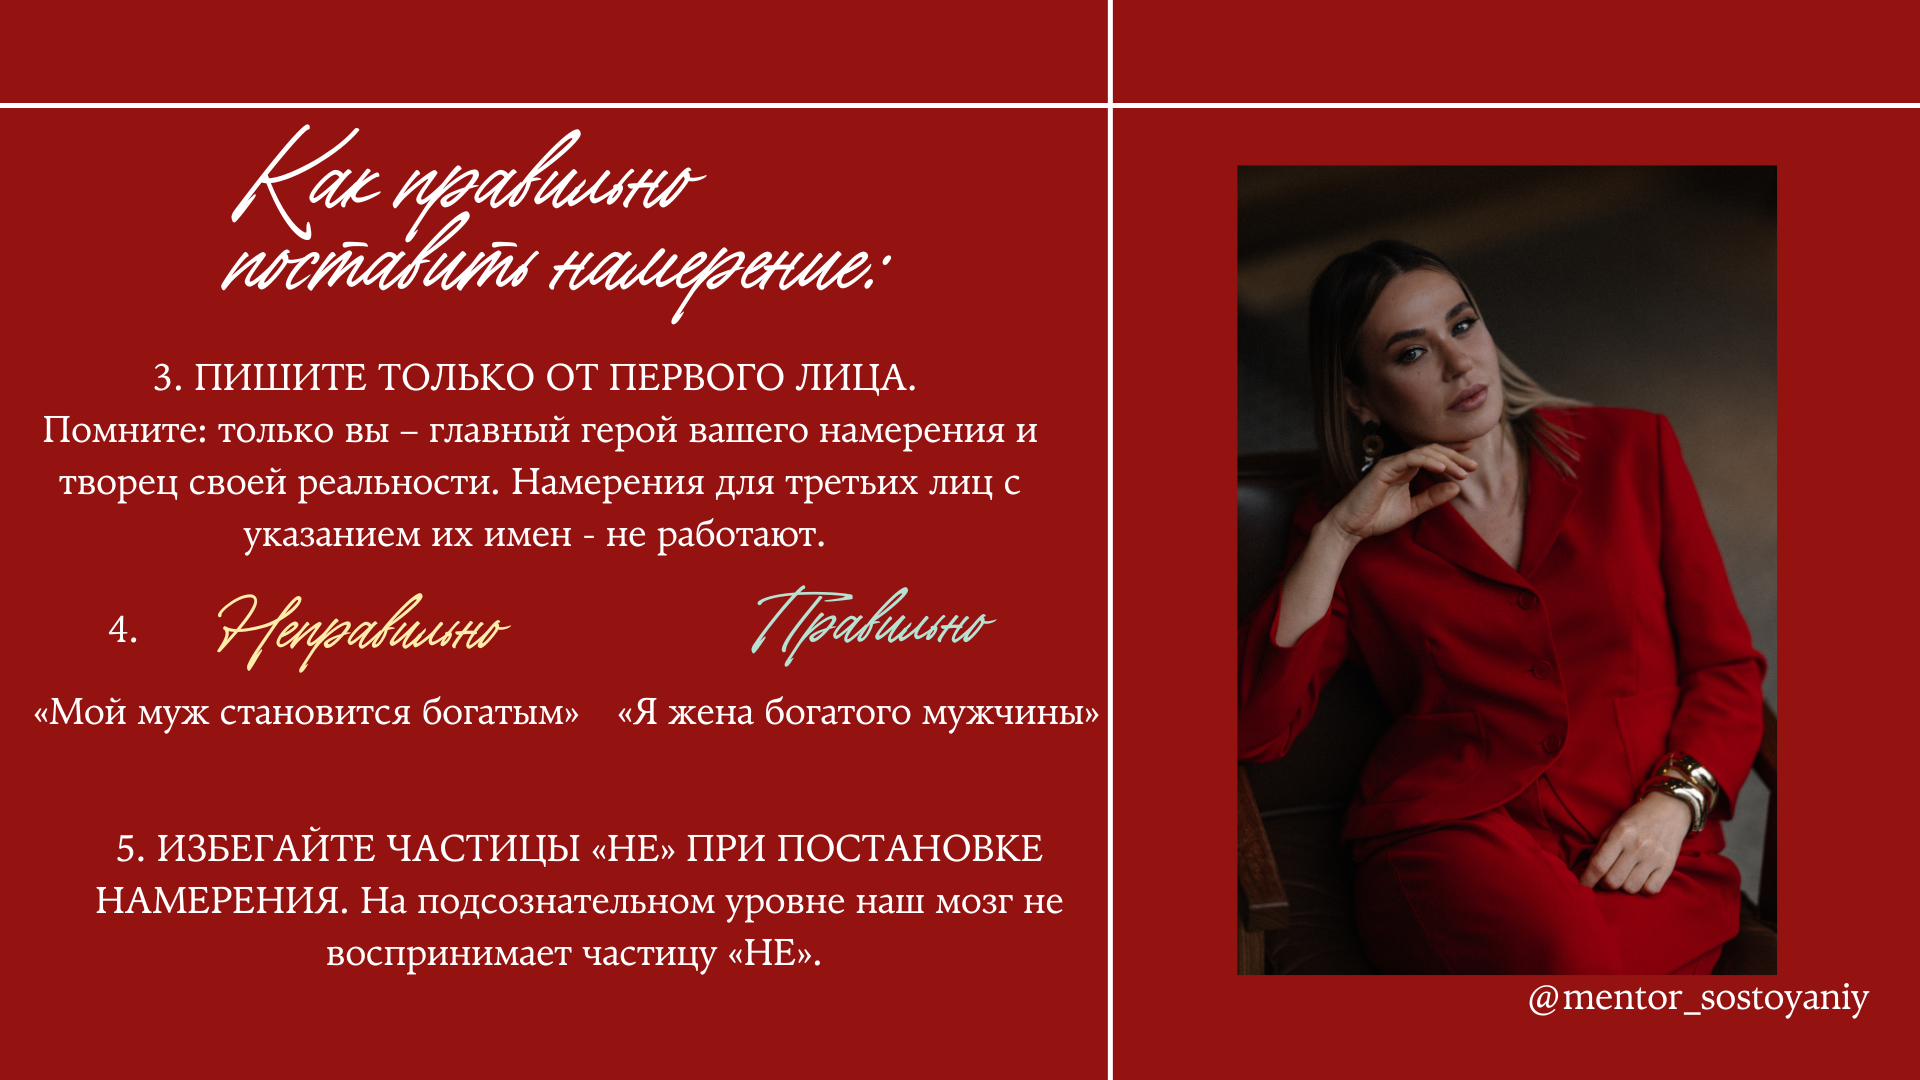 Как правильно
поставить намерение:
3. ПИШИТЕ ТОЛЬКО ОТ ПЕРВОГО ЛИЦА.
Помните: только вы – главный герой вашего намерения и
творец своей реальности. Намерения для третьих лиц с
указанием их имен - не работают.
4. Неправильно Правильно
«Мой муж становится богатым» «Я жена богатого мужчины»
5. ИЗБЕГАЙТЕ ЧАСТИЦЫ «НЕ» ПРИ ПОСТАНОВКЕ
НАМЕРЕНИЯ. На подсознательном уровне наш мозг не
воспринимает частицу «НЕ».
@mentor_sostoyaniy